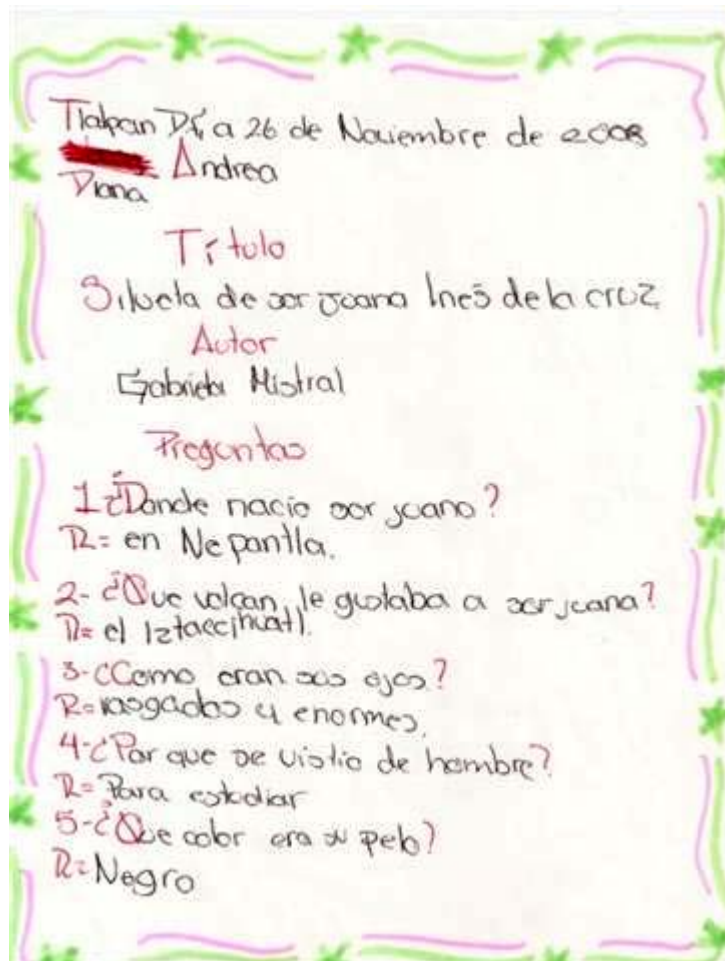 Tlalpan D.F, a 26 de Noviembre de 2008
Andrea
Diana
Título
Silueta de sor juana Inés de la cruz
Autor
Gabriela Mistral
Preguntas
1¿Donde nacio sor juana?
R= en Nepantla.
2- ¿Que volcan le gustaba a sor juana?
R= el Iztaccihuatl.
3-¿Como eran sus ojos?
R= rasgados y enormes.
4-¿Por que se vistio de hombre?
R= Para estudiar
5-¿Que color era su pelo?
R= Negro